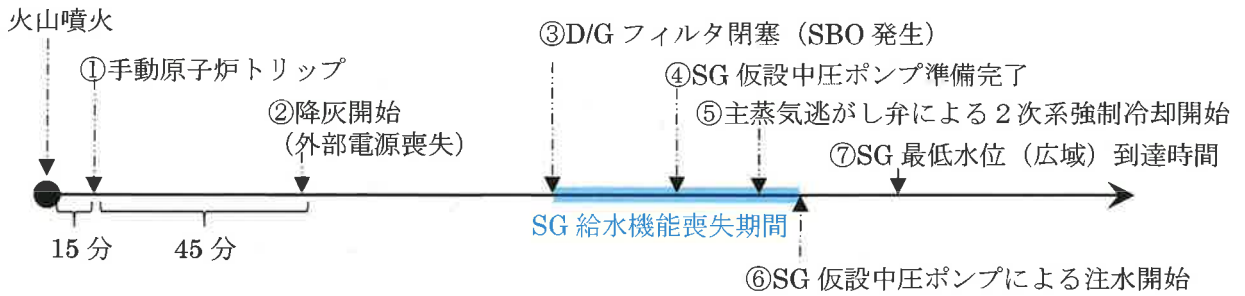 火山噴火
①手動原子炉トリップ
②降灰開始
（外部電源喪失）
③D/G フィルタ閉塞（SBO 発生）
④SG 仮設中圧ポンプ準備完了
⑤主蒸気逃がし弁による２次系強制冷却開始
⑦SG 最低水位（広域）到達時間
15 分
45 分
SG 給水機能喪失期間
⑥SG 仮設中圧ポンプによる注水開始